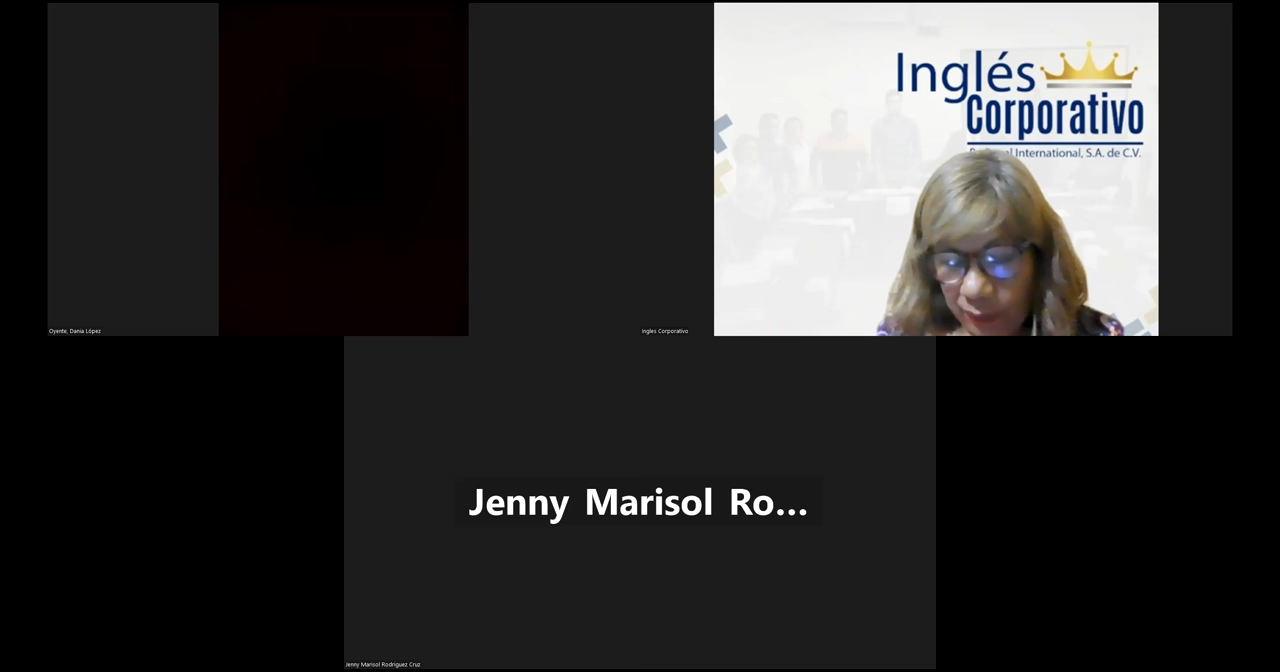 Inglés
Corporativo
International, S.A. de C.V.
Oyente, Dania López
Ingles Corporativo
Jenny Marisol Ro...
Jenny Marisol Rodriguez Cruz